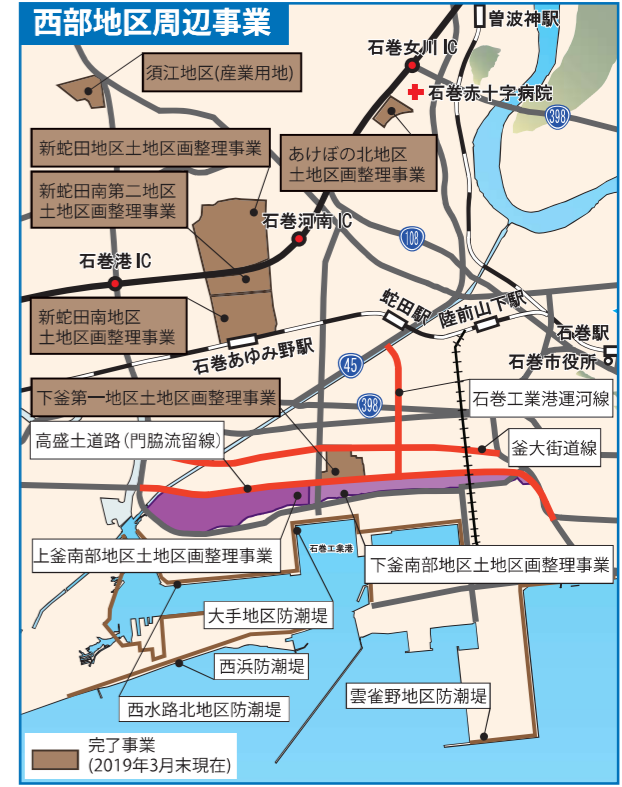 西部地区周辺事業
曽波神駅
石巻女川IC
須江地区(産業用地)
石巻赤十字病院
398
新蛇田地区土地区画整理事業
あけぼの北地区
土地区画整理事業
新蛇田南第二地区
土地区画整理事業
石巻河南IC
108
石巻港IC
蛇田駅
陸前山下駅
新蛇田南地区
土地区画整理事業
石巻駅
石巻あゆみ野駅
石巻市役所
45
下釜第一地区土地区画整理事業
398
石巻工業港運河線
高盛土道路(門脇流留線)
釜大街道線
石巻工業港
上釜南部地区土地区画整理事業
下釜南部地区土地区画整理事業
大手地区防潮堤
西浜防潮堤
西水路北地区防潮堤
雲雀野地区防潮堤
完了事業
(2019年3月末現在)